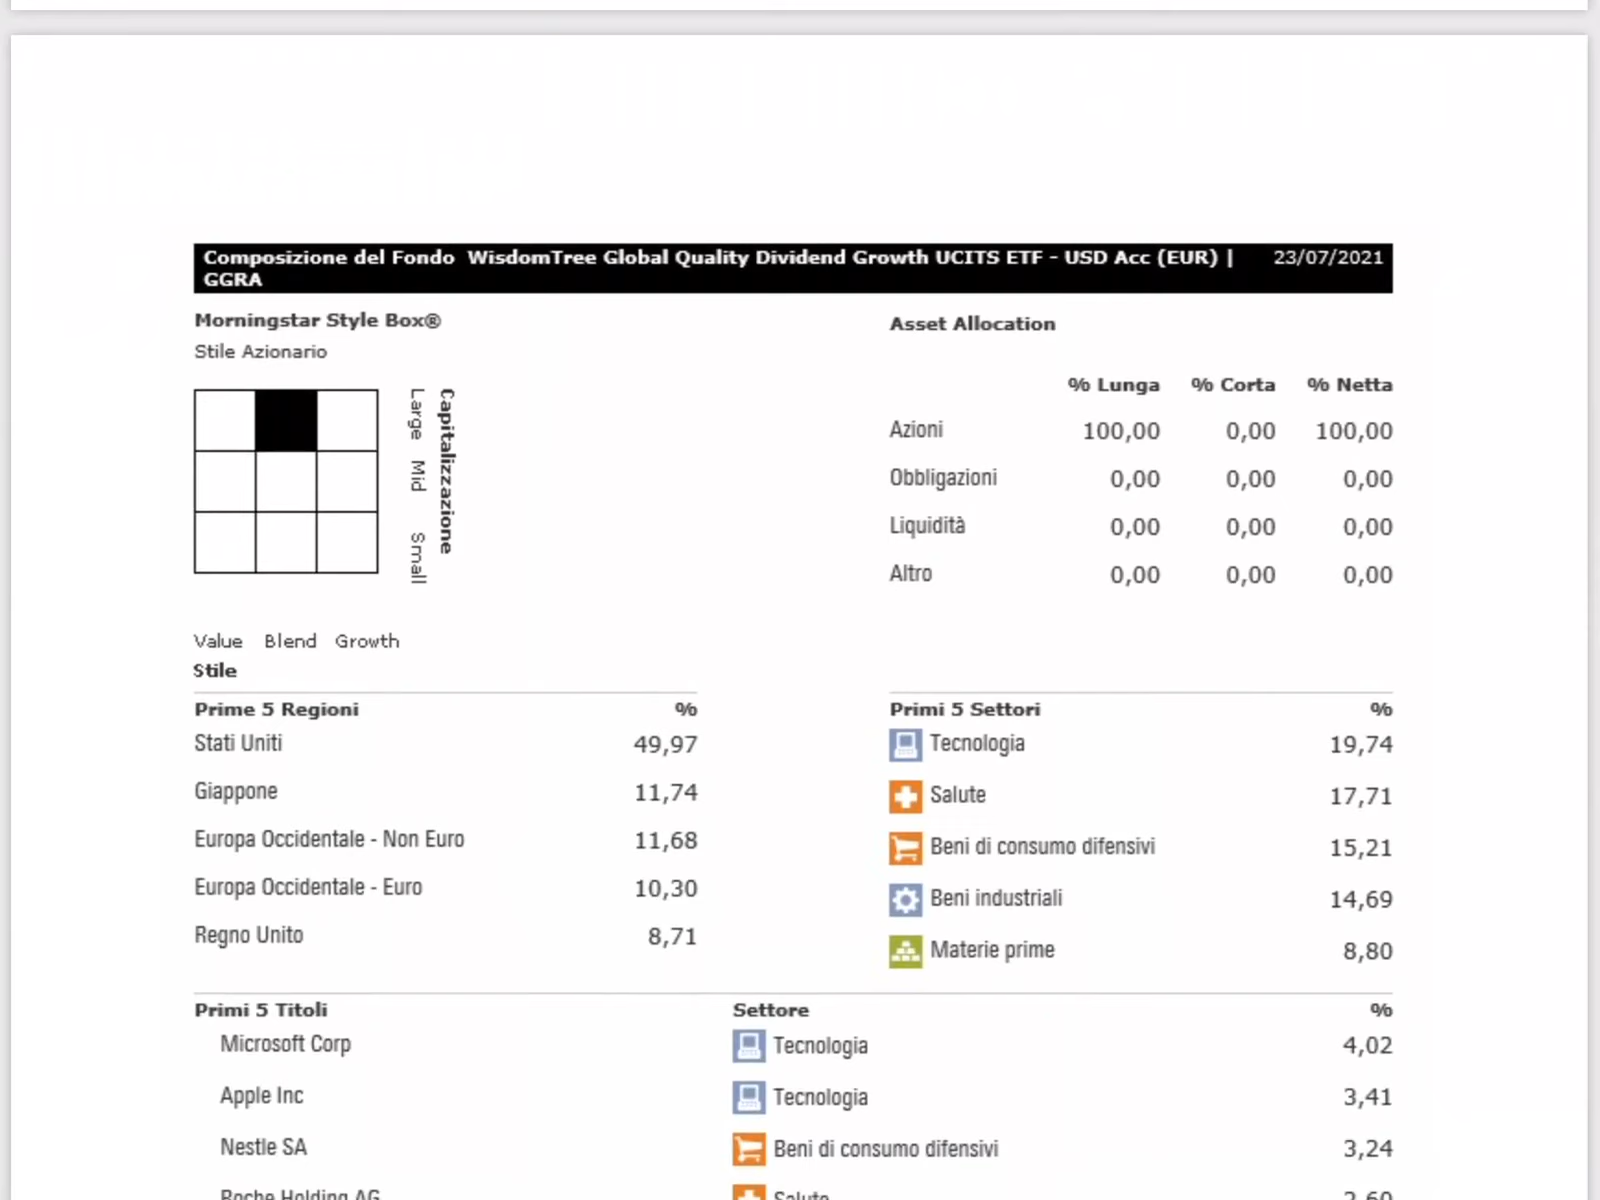 Composizione del Fondo WisdomTree Global Quality Dividend Growth UCITS ETF - USD Acc (EUR) | 23/07/2021
GGRA
Morningstar Style Box®
Stile Azionario
Large Mid Small
Capitalizzazione
Value Blend Growth
Stile
Asset Allocation
% Lunga % Corta % Netta
Azioni 100,00 0,00 100,00
Obbligazioni 0,00 0,00 0,00
Liquidità 0,00 0,00 0,00
Altro 0,00 0,00 0,00
Prime 5 Regioni %
Stati Uniti 49,97
Giappone 11,74
Europa Occidentale - Non Euro 11,68
Europa Occidentale - Euro 10,30
Regno Unito 8,71
Primi 5 Settori %
Tecnologia 19,74
Salute 17,71
Beni di consumo difensivi 15,21
Beni industriali 14,69
Materie prime 8,80
Primi 5 Titoli Settore %
Microsoft Corp Tecnologia 4,02
Apple Inc Tecnologia 3,41
Nestle SA Beni di consumo difensivi 3,24
Roche Holding AG Salute 2,60